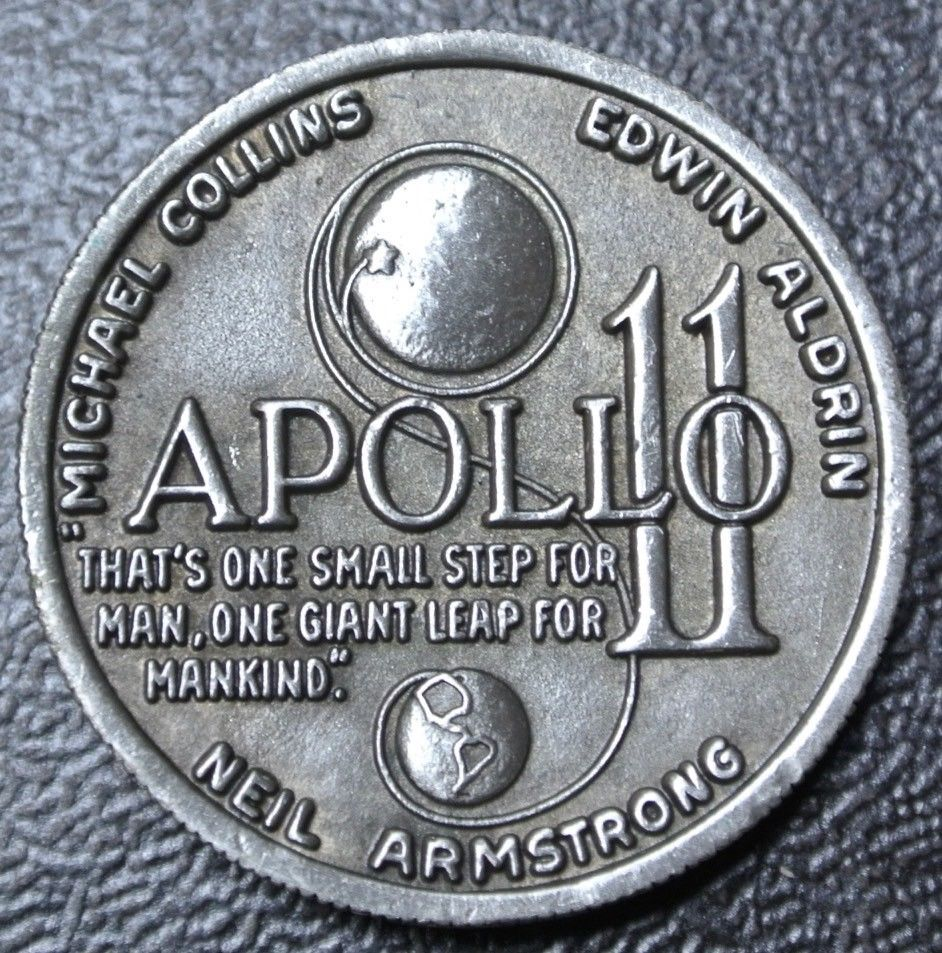 MICHAEL COLLINS
EDWIN ALDRIN
APOLLO
11
"THAT'S ONE SMALL STEP FOR
MAN, ONE GIANT LEAP FOR
MANKIND."
NEIL ARMSTRONG